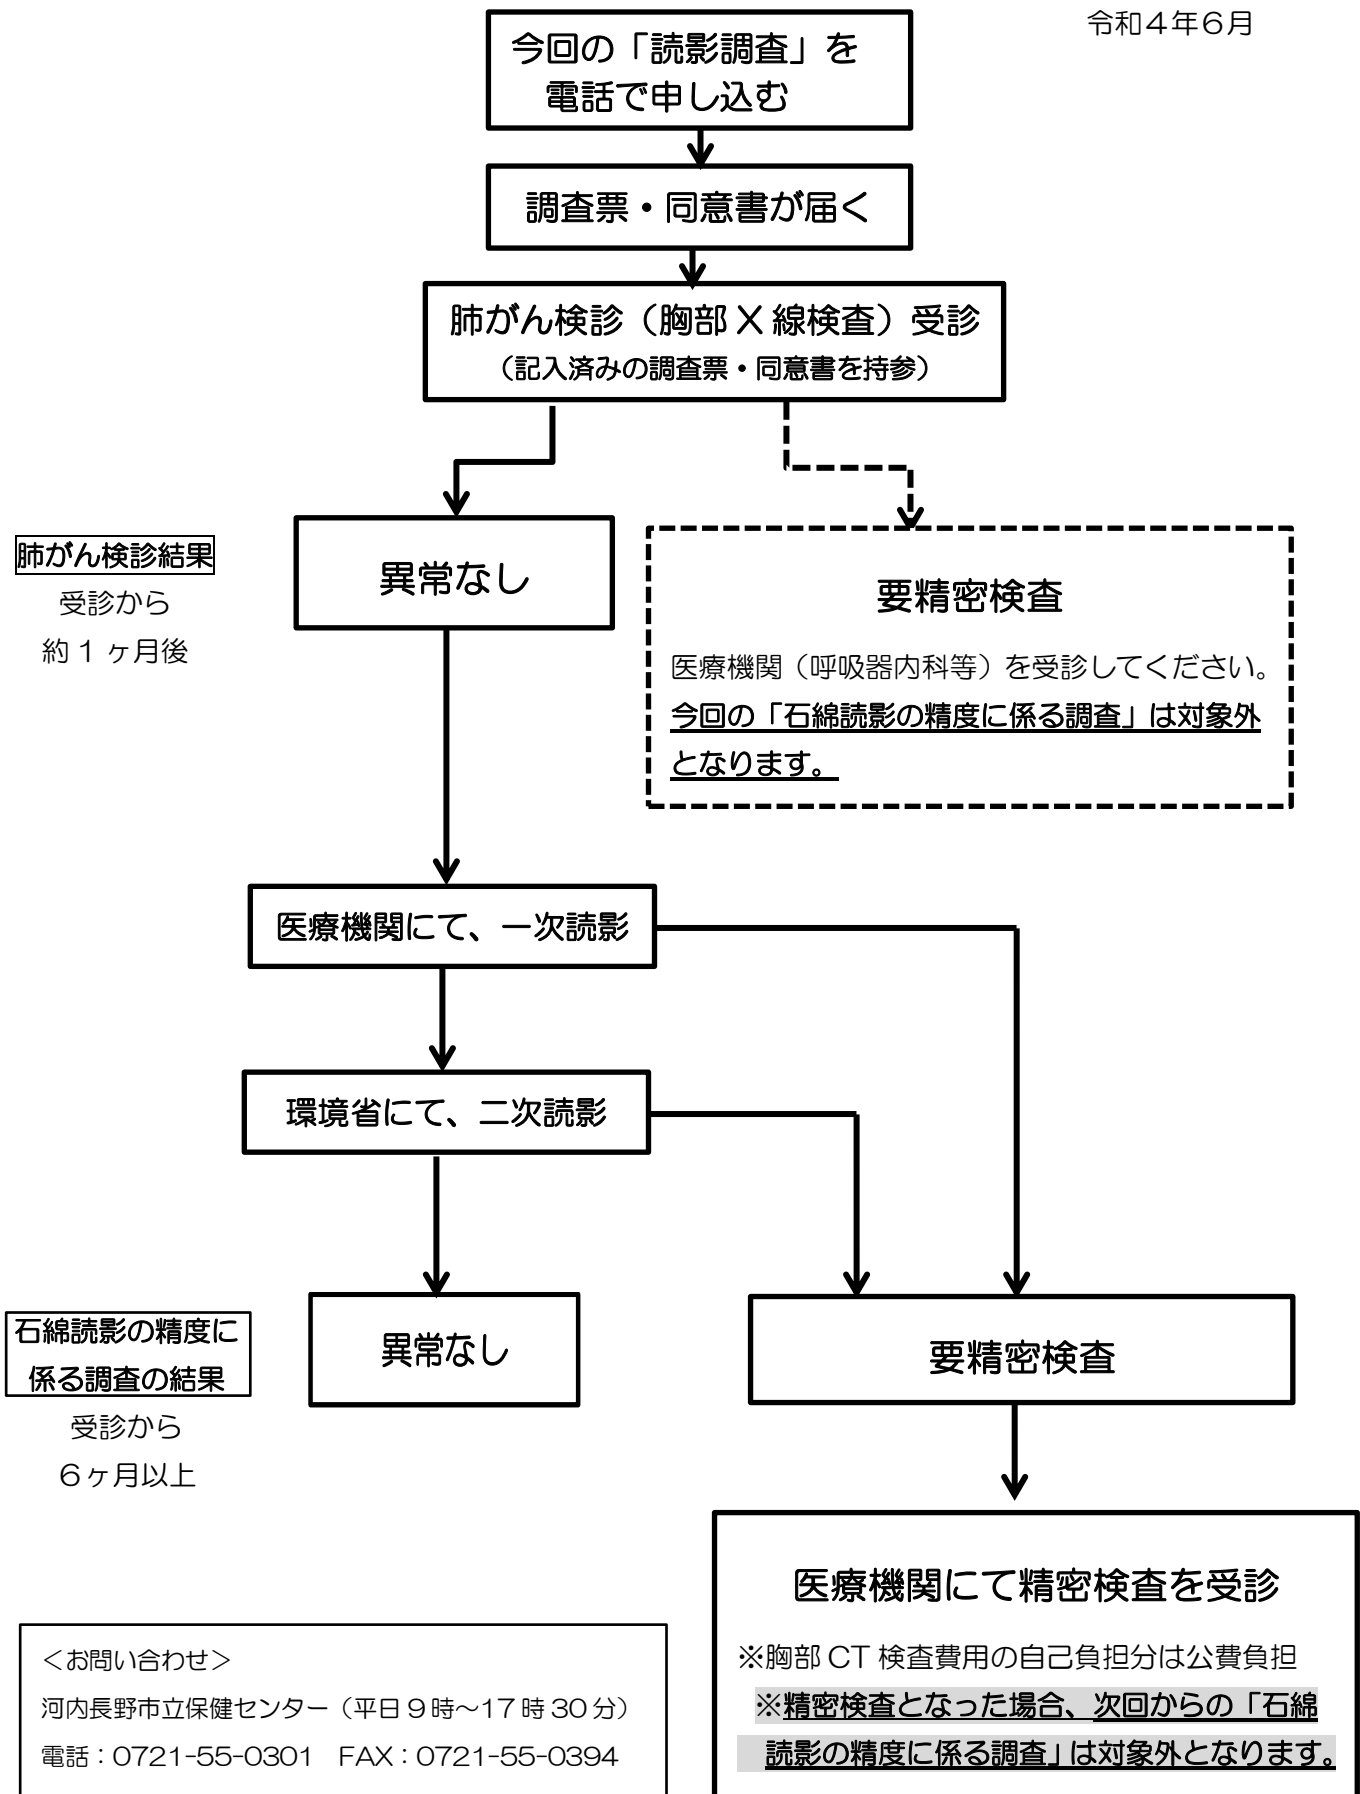 令和４年６月
今回の「読影調査」を
電話で申し込む
調査票・同意書が届く
肺がん検診（胸部 X 線検査）受診
（記入済みの調査票・同意書を持参）
肺がん検診結果
受診から
約 1 ヶ月後
異常なし
要精密検査
医療機関（呼吸器内科等）を受診してください。
今回の「石綿読影の精度に係る調査」は対象外
となります。
医療機関にて、一次読影
環境省にて、二次読影
石綿読影の精度に
係る調査の結果
受診から
６ヶ月以上
異常なし
要精密検査
医療機関にて精密検査を受診
※胸部 CT 検査費用の自己負担分は公費負担
※精密検査となった場合、次回からの「石綿
読影の精度に係る調査」は対象外となります。
＜お問い合わせ＞
河内長野市立保健センター（平日 9 時～17 時 30 分）
電話：0721-55-0301　FAX：0721-55-0394